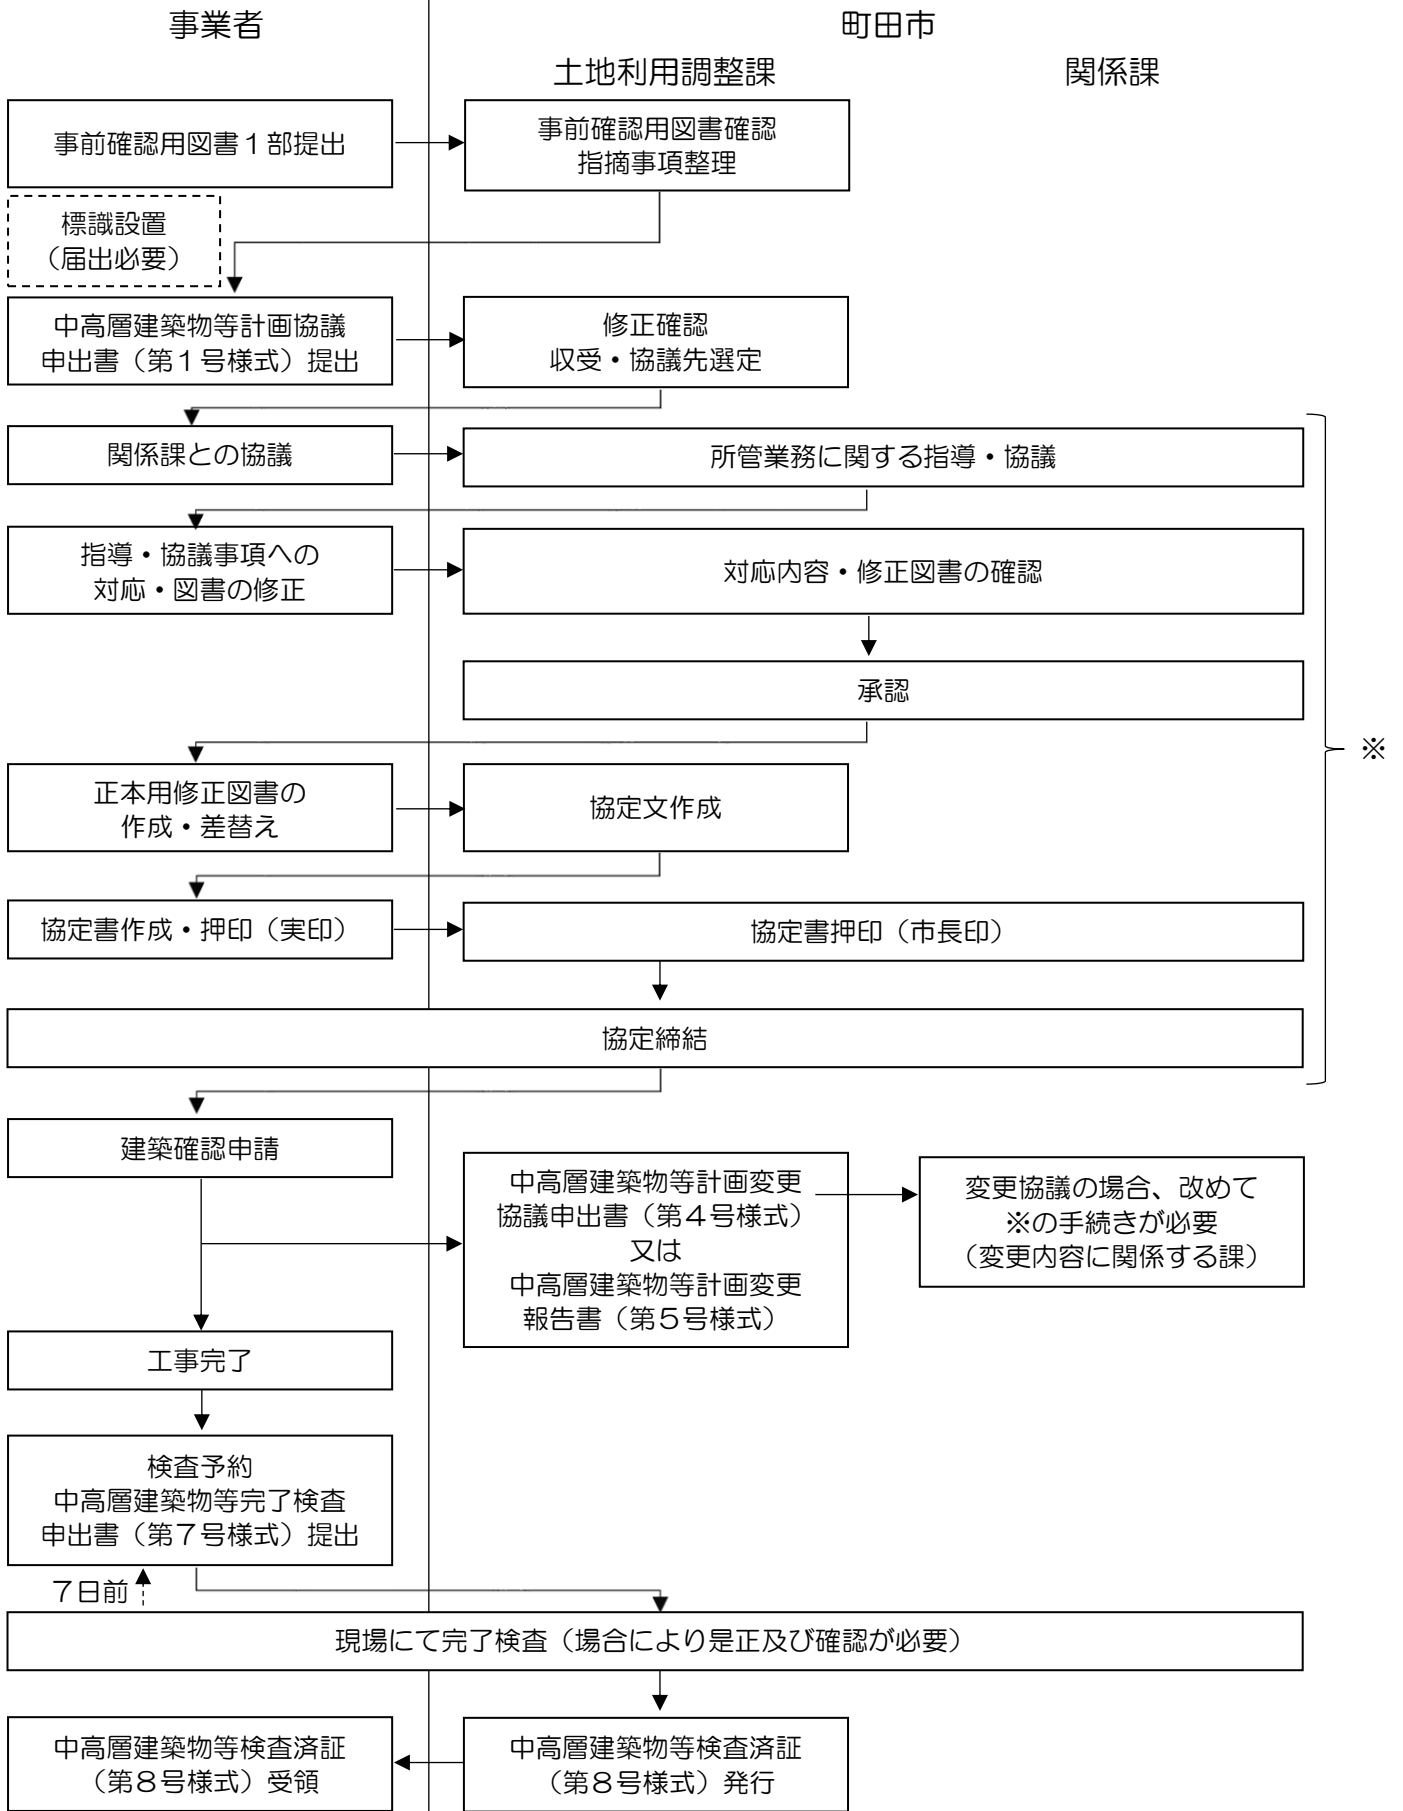 事業者
町田市
土地利用調整課
関係課
事前確認用図書１部提出
事前確認用図書確認
指摘事項整理
標識設置
（届出必要）
中高層建築物等計画協議
申出書（第１号様式）提出
修正確認
収受・協議先選定
関係課との協議
所管業務に関する指導・協議
指導・協議事項への
対応・図書の修正
対応内容・修正図書の確認
承認
※
正本用修正図書の
作成・差替え
協定文作成
協定書作成・押印（実印）
協定書押印（市長印）
協定締結
建築確認申請
中高層建築物等計画変更
協議申出書（第４号様式）
又は
中高層建築物等計画変更
報告書（第５号様式）
変更協議の場合、改めて
※の手続きが必要
（変更内容に関係する課）
工事完了
検査予約
中高層建築物等完了検査
申出書（第７号様式）提出
７日前
現場にて完了検査（場合により是正及び確認が必要）
中高層建築物等検査済証
（第８号様式）受領
中高層建築物等検査済証
（第８号様式）発行